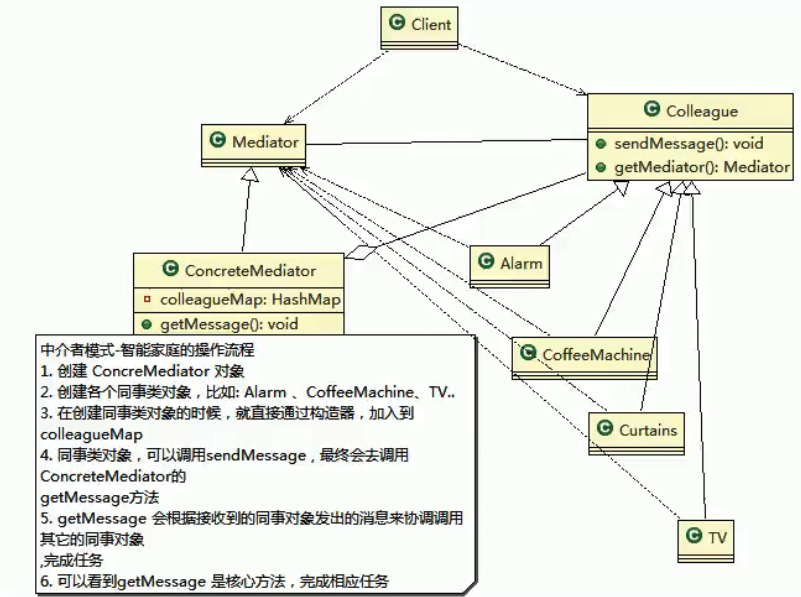 Client
Colleague
sendMessage(): void
getMediator(): Mediator
Mediator
ConcreteMediator
colleagueMap: HashMap
getMessage(): void
Alarm
CoffeeMachine
Curtains
TV
中介者模式-智能家庭的操作流程
1. 创建 ConcreMediator 对象
2. 创建各个同事类对象，比如: Alarm 、CoffeeMachine、TV..
3. 在创建同事类对象的时候，就直接通过构造器，加入到
colleagueMap
4. 同事类对象，可以调用sendMessage，最终会去调用
ConcreteMediator的
getMessage方法
5. getMessage 会根据接收到的同事对象发出的消息来协调调用
其它的同事对象
,完成任务
6. 可以看到getMessage 是核心方法，完成相应任务